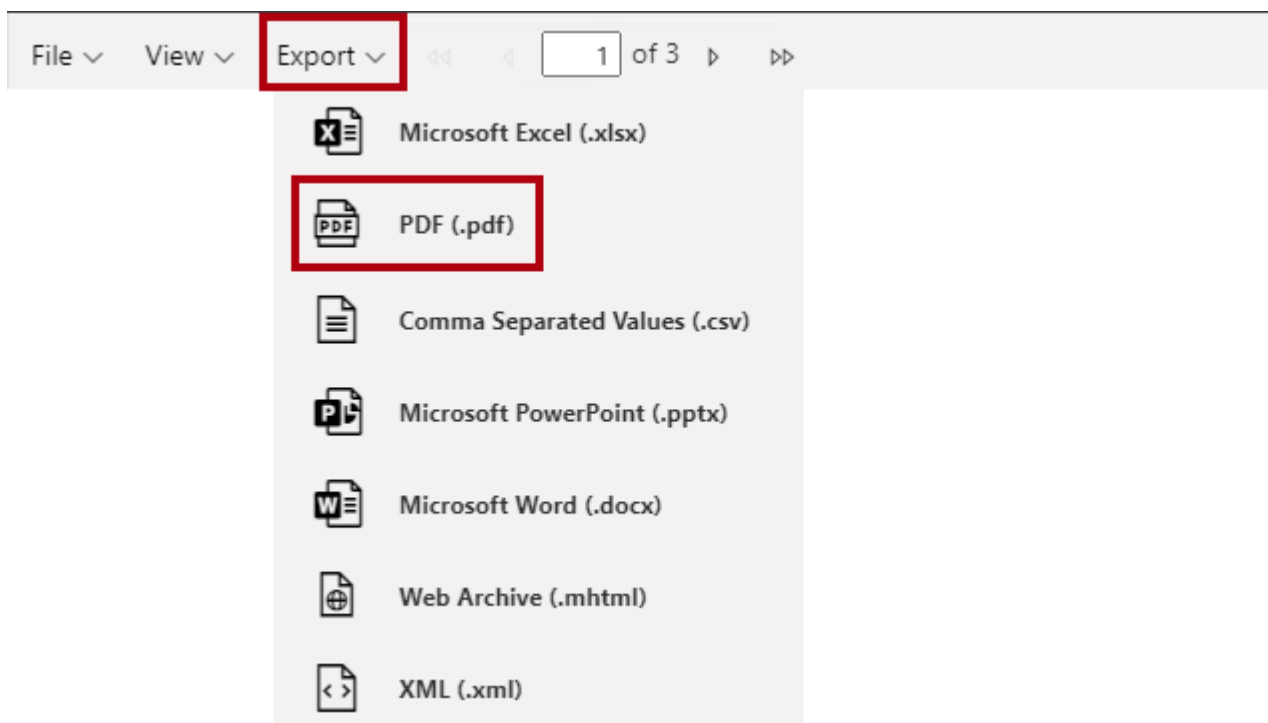 File View Export 1 of 3
Microsoft Excel (.xlsx)
PDF PDF (.pdf)
Comma Separated Values (.csv)
Microsoft PowerPoint (.pptx)
Microsoft Word (.docx)
Web Archive (.mhtml)
XML (.xml)